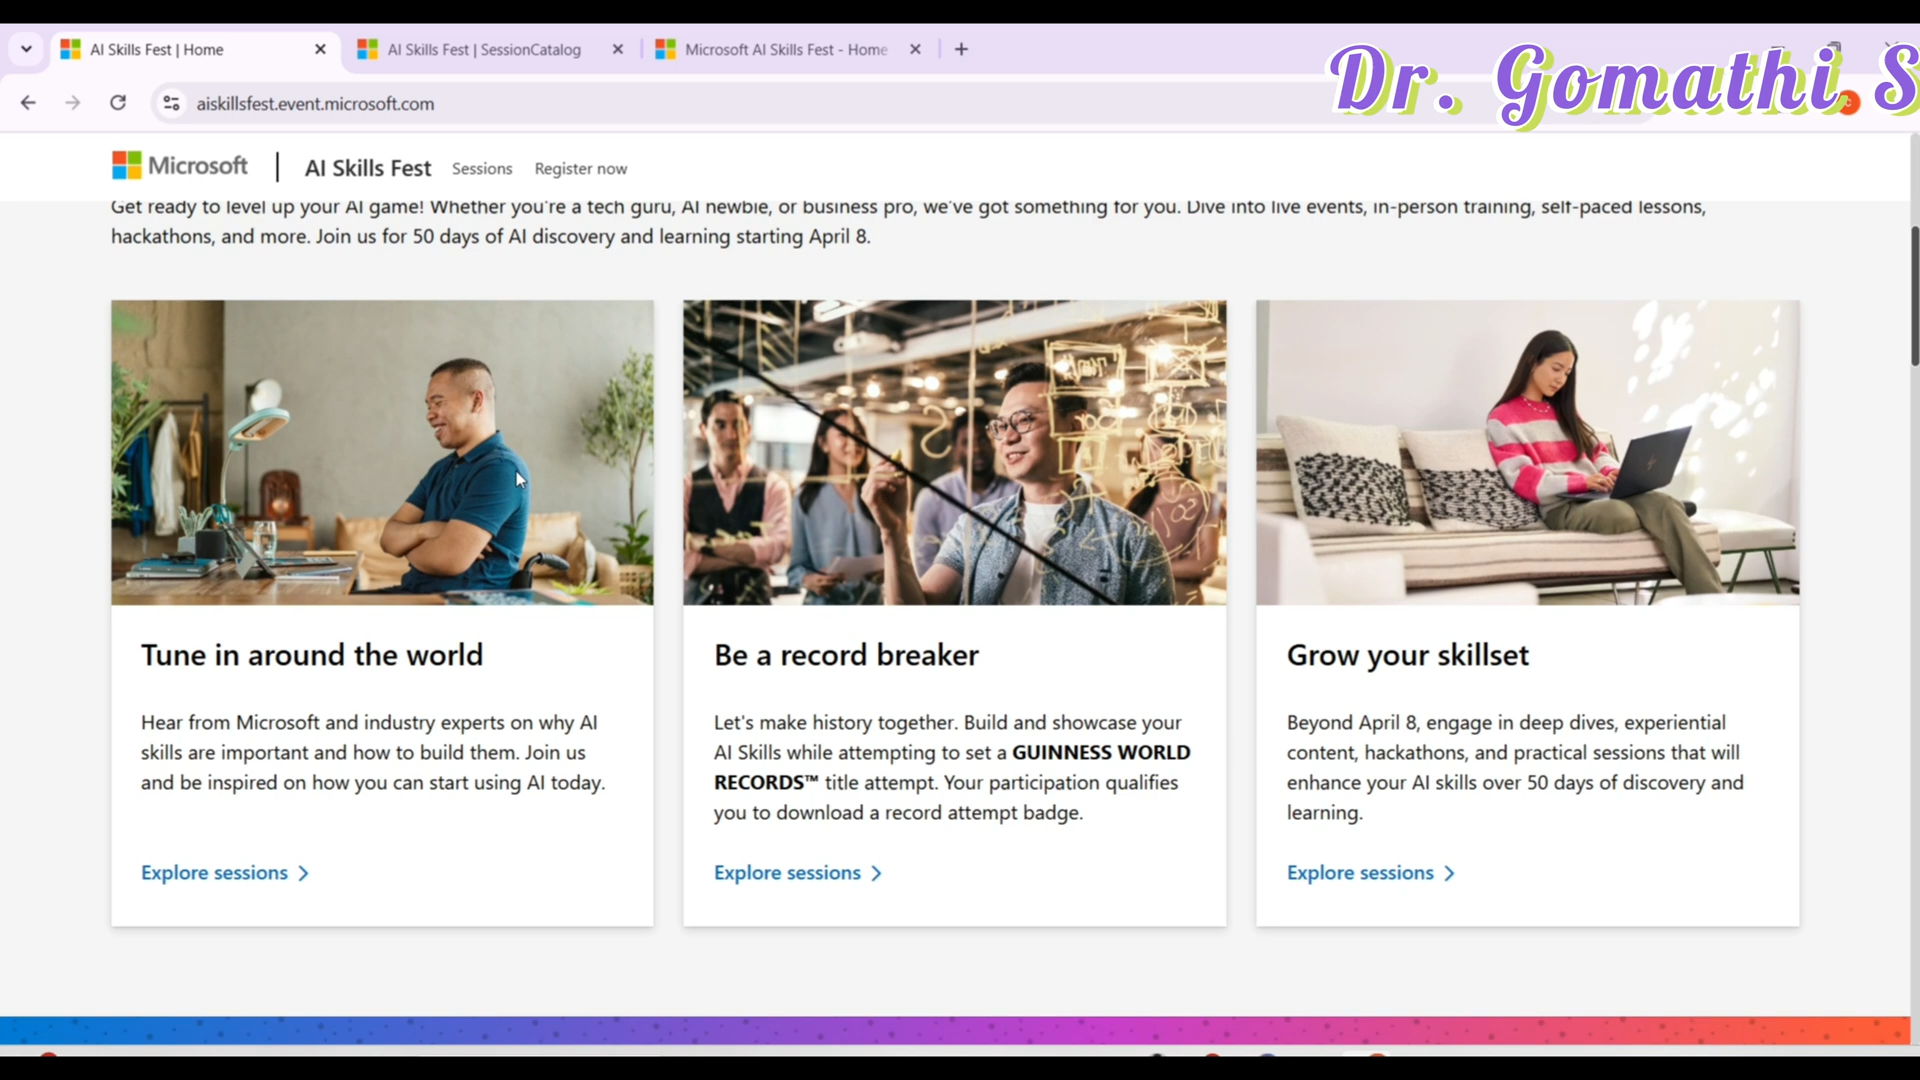 AI Skills Fest | Home
AI Skills Fest | SessionCatalog
Microsoft AI Skills Fest - Home
Dr. Gomathi S
aiskillsfest.event.microsoft.com
Microsoft
AI Skills Fest
Sessions
Register now
Get ready to level up your AI game! Whether you're a tech guru, AI newbie, or business pro, we've got something for you. Dive into live events, in-person training, self-paced lessons,
hackathons, and more. Join us for 50 days of AI discovery and learning starting April 8.
Tune in around the world
Hear from Microsoft and industry experts on why AI
skills are important and how to build them. Join us
and be inspired on how you can start using AI today.
Explore sessions
Be a record breaker
Let's make history together. Build and showcase your
AI Skills while attempting to set a GUINNESS WORLD
RECORDS™ title attempt. Your participation qualifies
you to download a record attempt badge.
Explore sessions
Grow your skillset
Beyond April 8, engage in deep dives, experiential
content, hackathons, and practical sessions that will
enhance your AI skills over 50 days of discovery and
learning.
Explore sessions